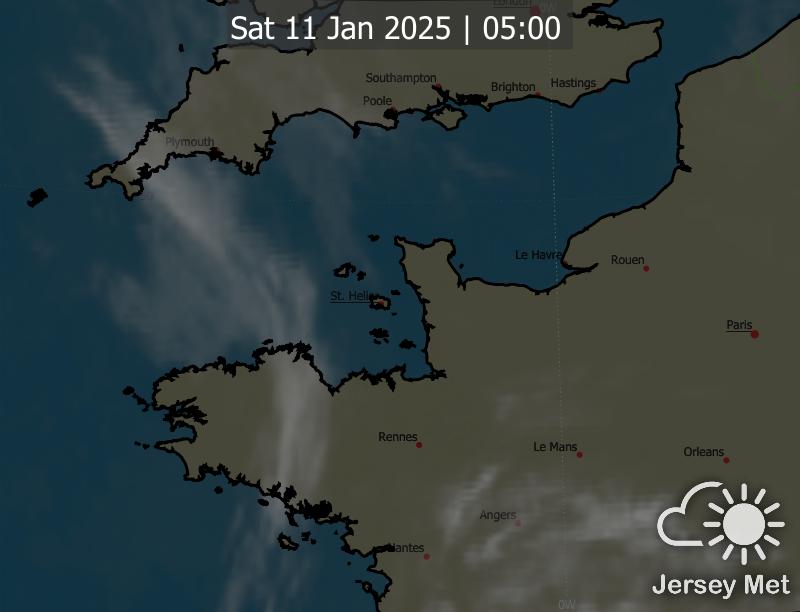 London
0W
Sat 11 Jan 2025 | 05:00
Southampton
Brighton
Hastings
Poole
Plymouth
Le Havre
Rouen
St. Helier
Paris
Rennes
Le Mans
Orleans
Angers
Nantes
Jersey Met
0W